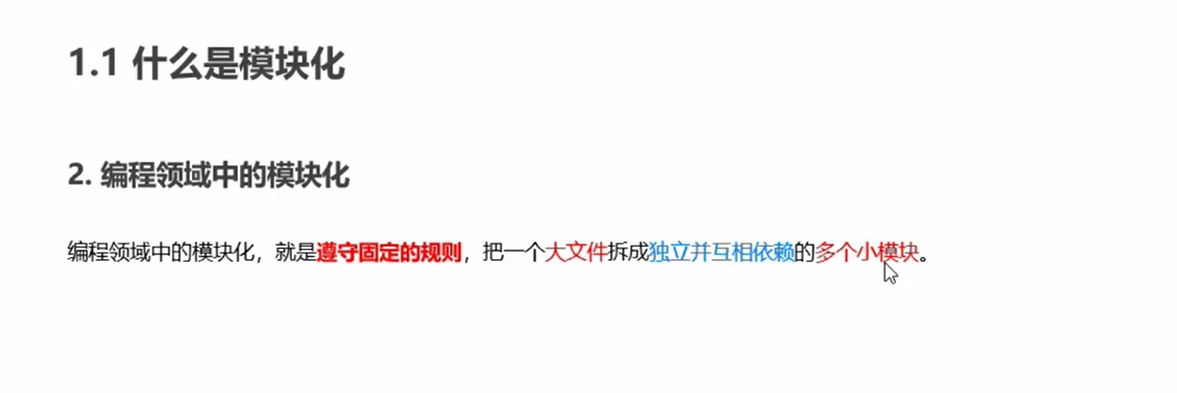 1.1 什么是模块化
2. 编程领域中的模块化
编程领域中的模块化，就是遵守固定的规则，把一个大文件拆成独立并互相依赖的多个小模块。